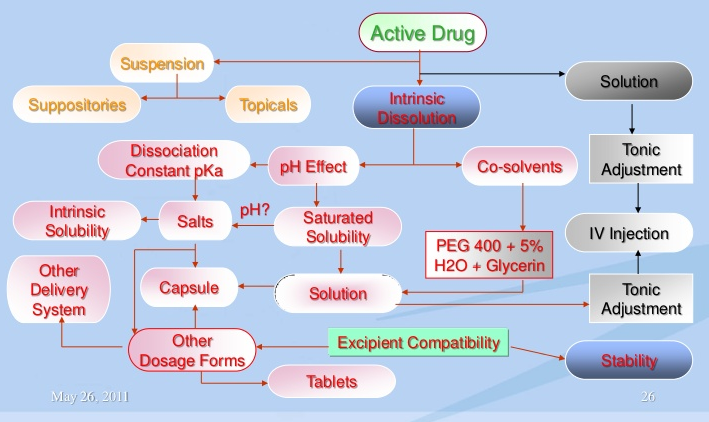 Active Drug
Suspension
Solution
Suppositories
Topicals
Intrinsic
Dissolution
Tonic
Adjustment
Dissociation
Constant pKa
pH Effect
Co-solvents
Intrinsic
Solubility
Salts
pH?
Saturated
Solubility
IV Injection
PEG 400 + 5%
H2O + Glycerin
Other
Delivery
System
Capsule
Solution
Tonic
Adjustment
Other
Dosage Forms
Excipient Compatibility
Stability
Tablets
May 26, 2011
26